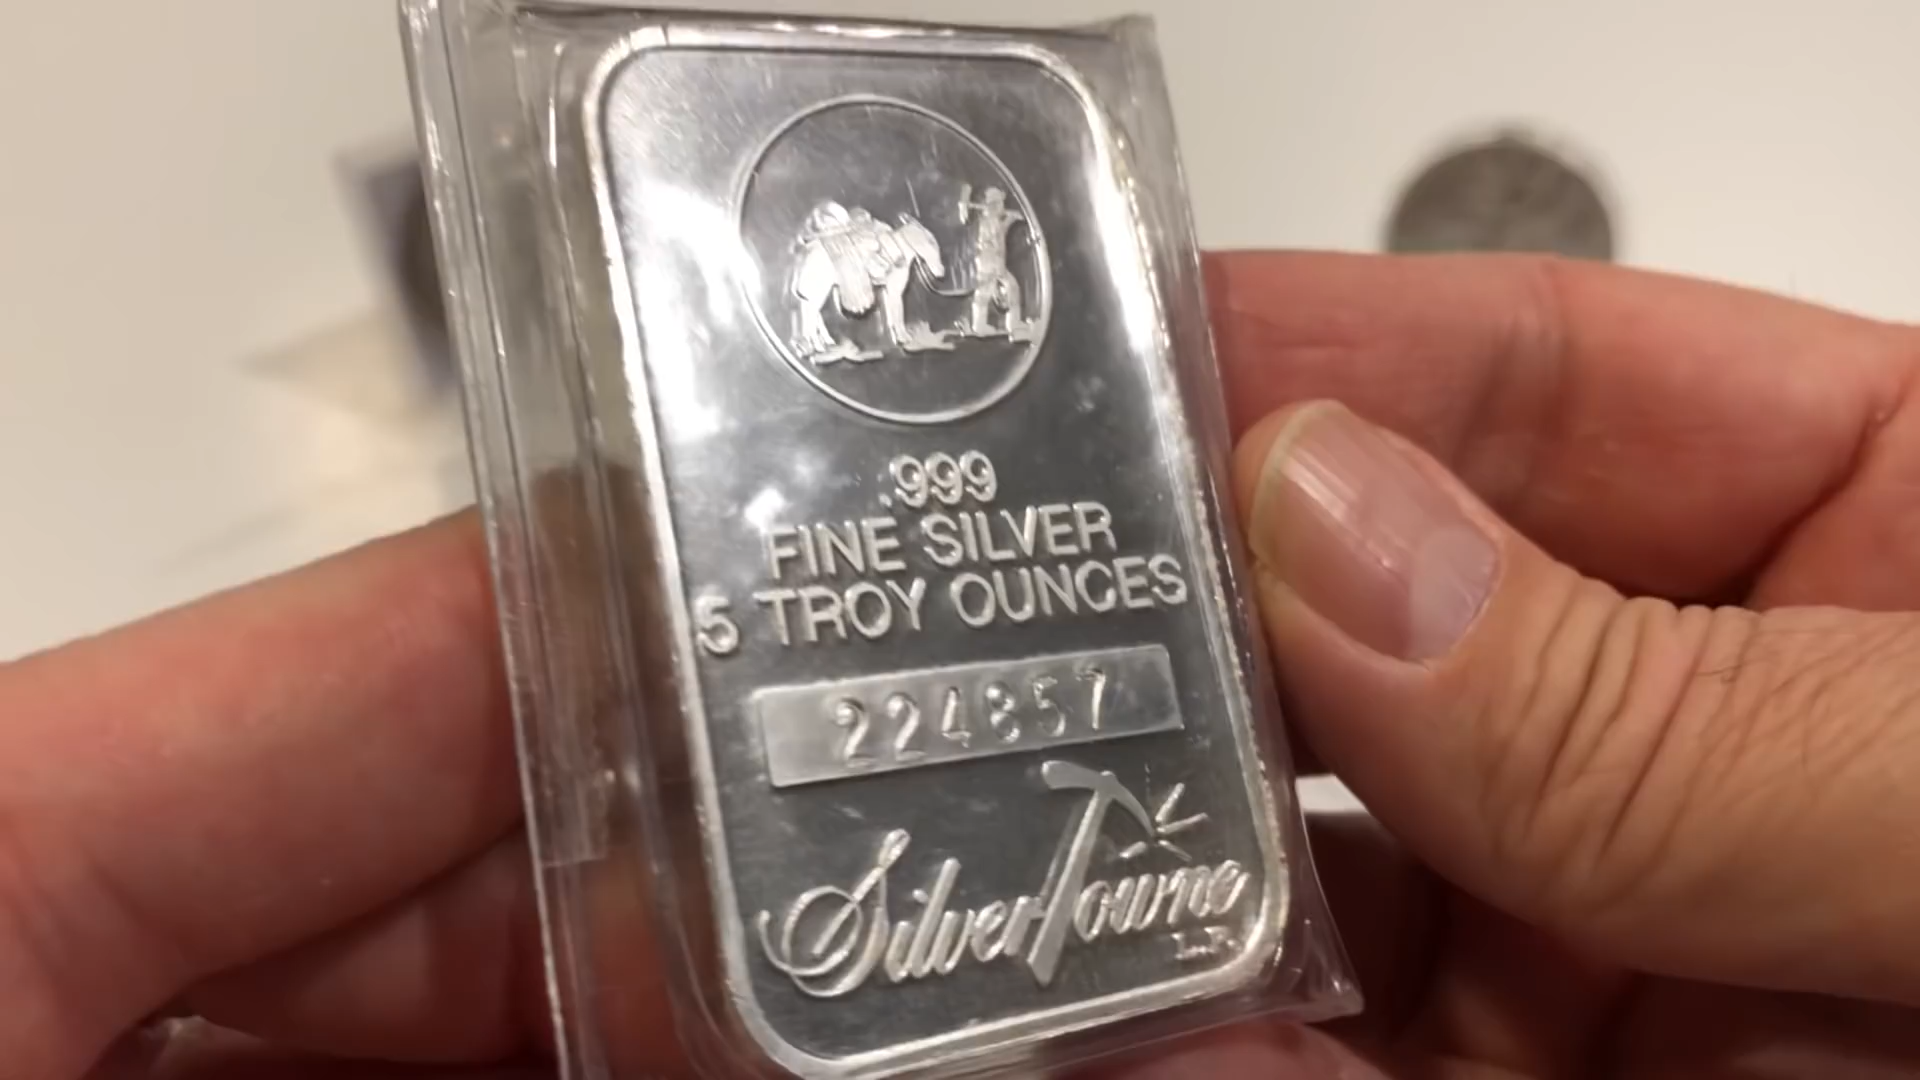 .999
FINE SILVER
5 TROY OUNCES
224857
SilverTowne
L.P.